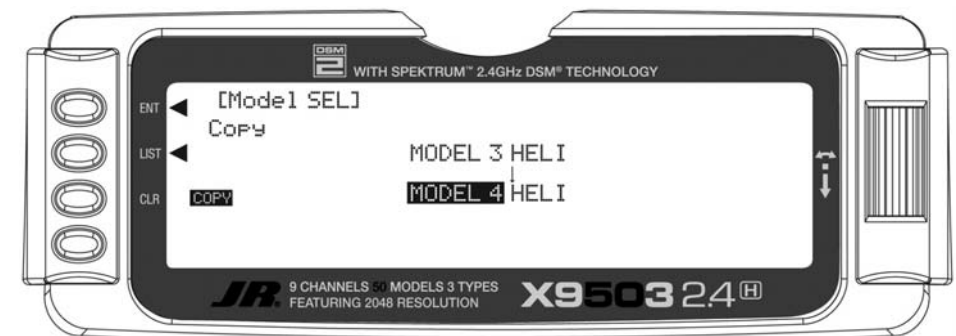 DSM
2 WITH SPEKTRUM™ 2.4GHz DSM® TECHNOLOGY
ENT [Model SEL]
Copy
LIST MODEL 3 HELI
↓
CLR COPY MODEL 4 HELI
JR. 9 CHANNELS 50 MODELS 3 TYPES
FEATURING 2048 RESOLUTION
X9503 2.4 H